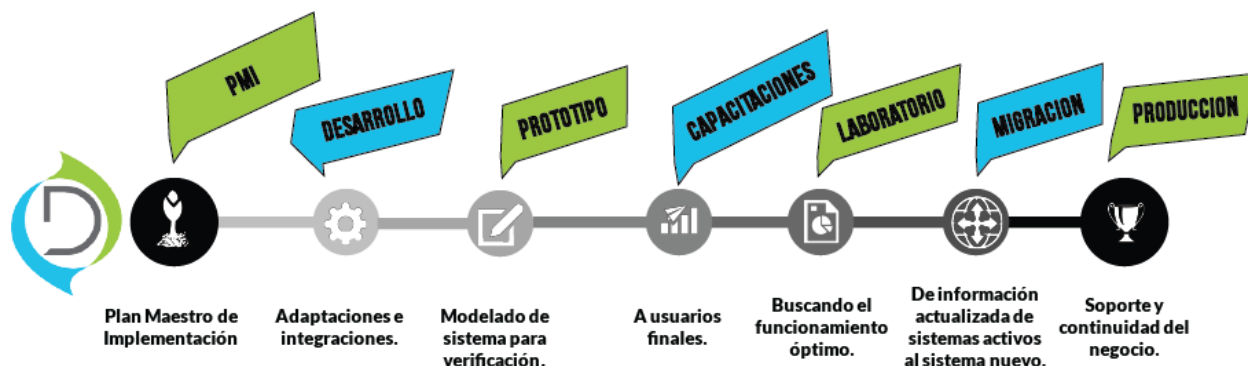 PMI
DESARROLLO
PROTOTIPO
CAPACITACIONES
LABORATORIO
MIGRACION
PRODUCCION
D
Plan Maestro de
Implementación
Adaptaciones e
integraciones.
Modelado de
sistema para
verificación.
A usuarios
finales.
Buscando el
funcionamiento
óptimo.
De información
actualizada de
sistemas activos
al sistema nuevo.
Soporte y
continuidad del
negocio.